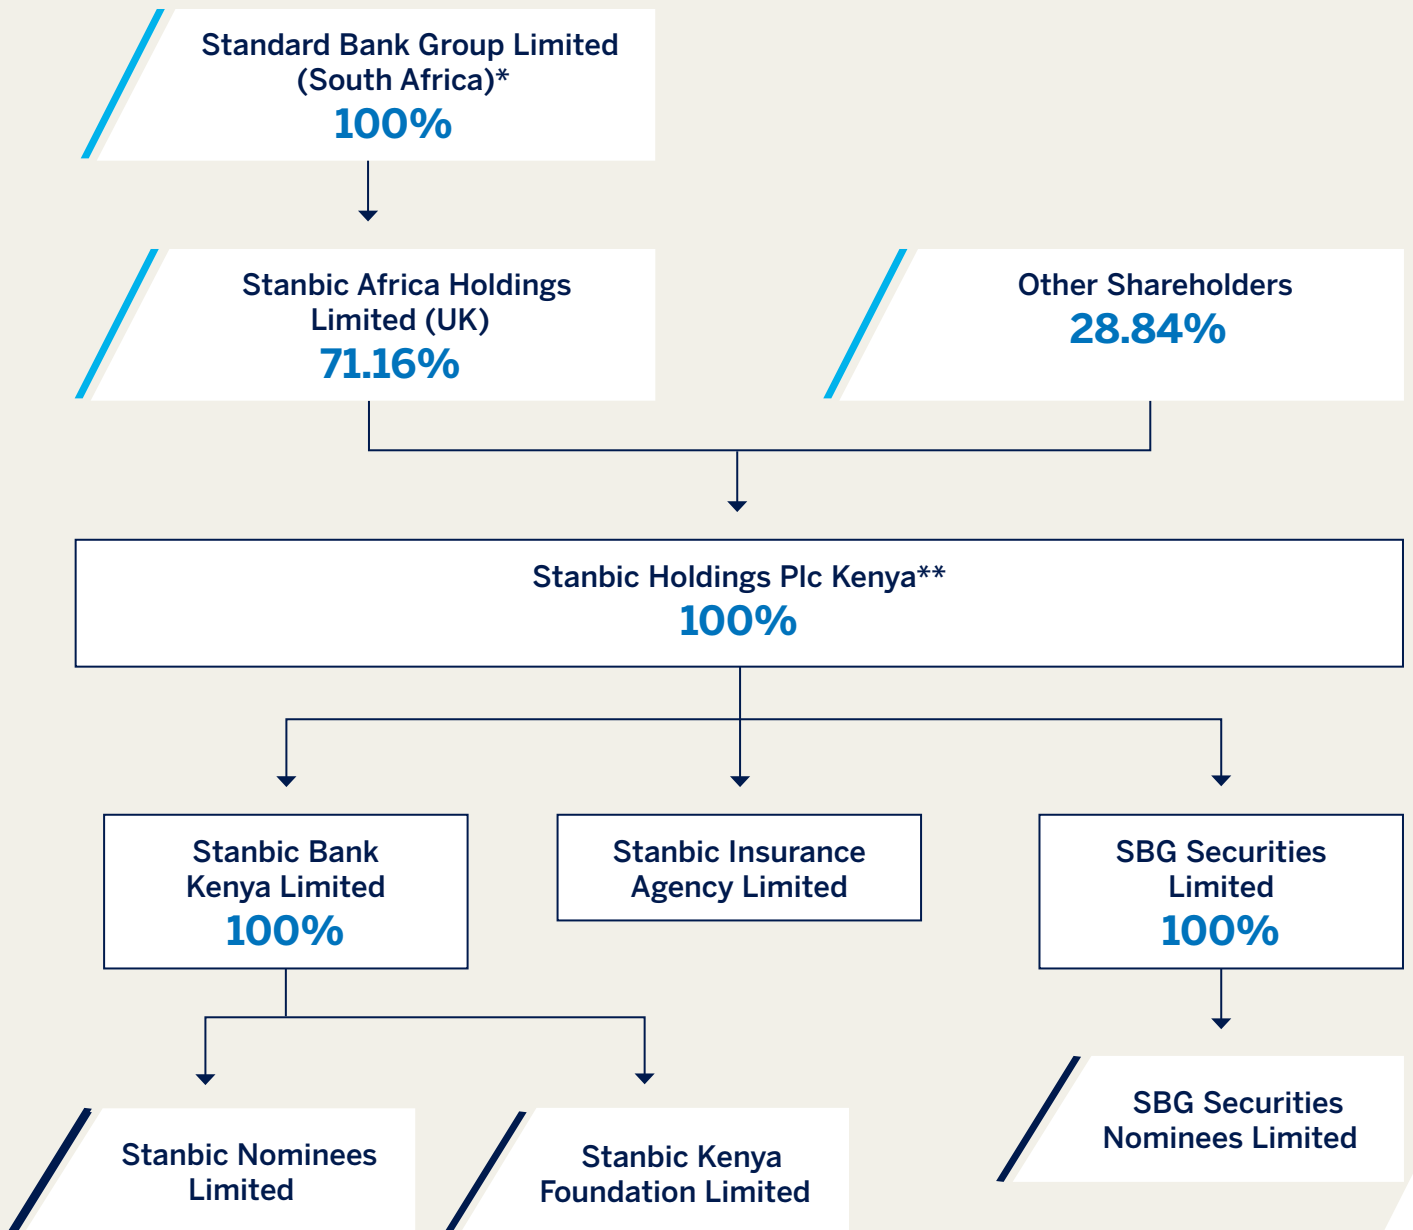 Standard Bank Group Limited
(South Africa)*
100%
Stanbic Africa Holdings
Limited (UK)
71.16%
Other Shareholders
28.84%
Stanbic Holdings Plc Kenya**
100%
Stanbic Bank
Kenya Limited
100%
Stanbic Insurance
Agency Limited
SBG Securities
Limited
100%
Stanbic Nominees
Limited
Stanbic Kenya
Foundation Limited
SBG Securities
Nominees Limited